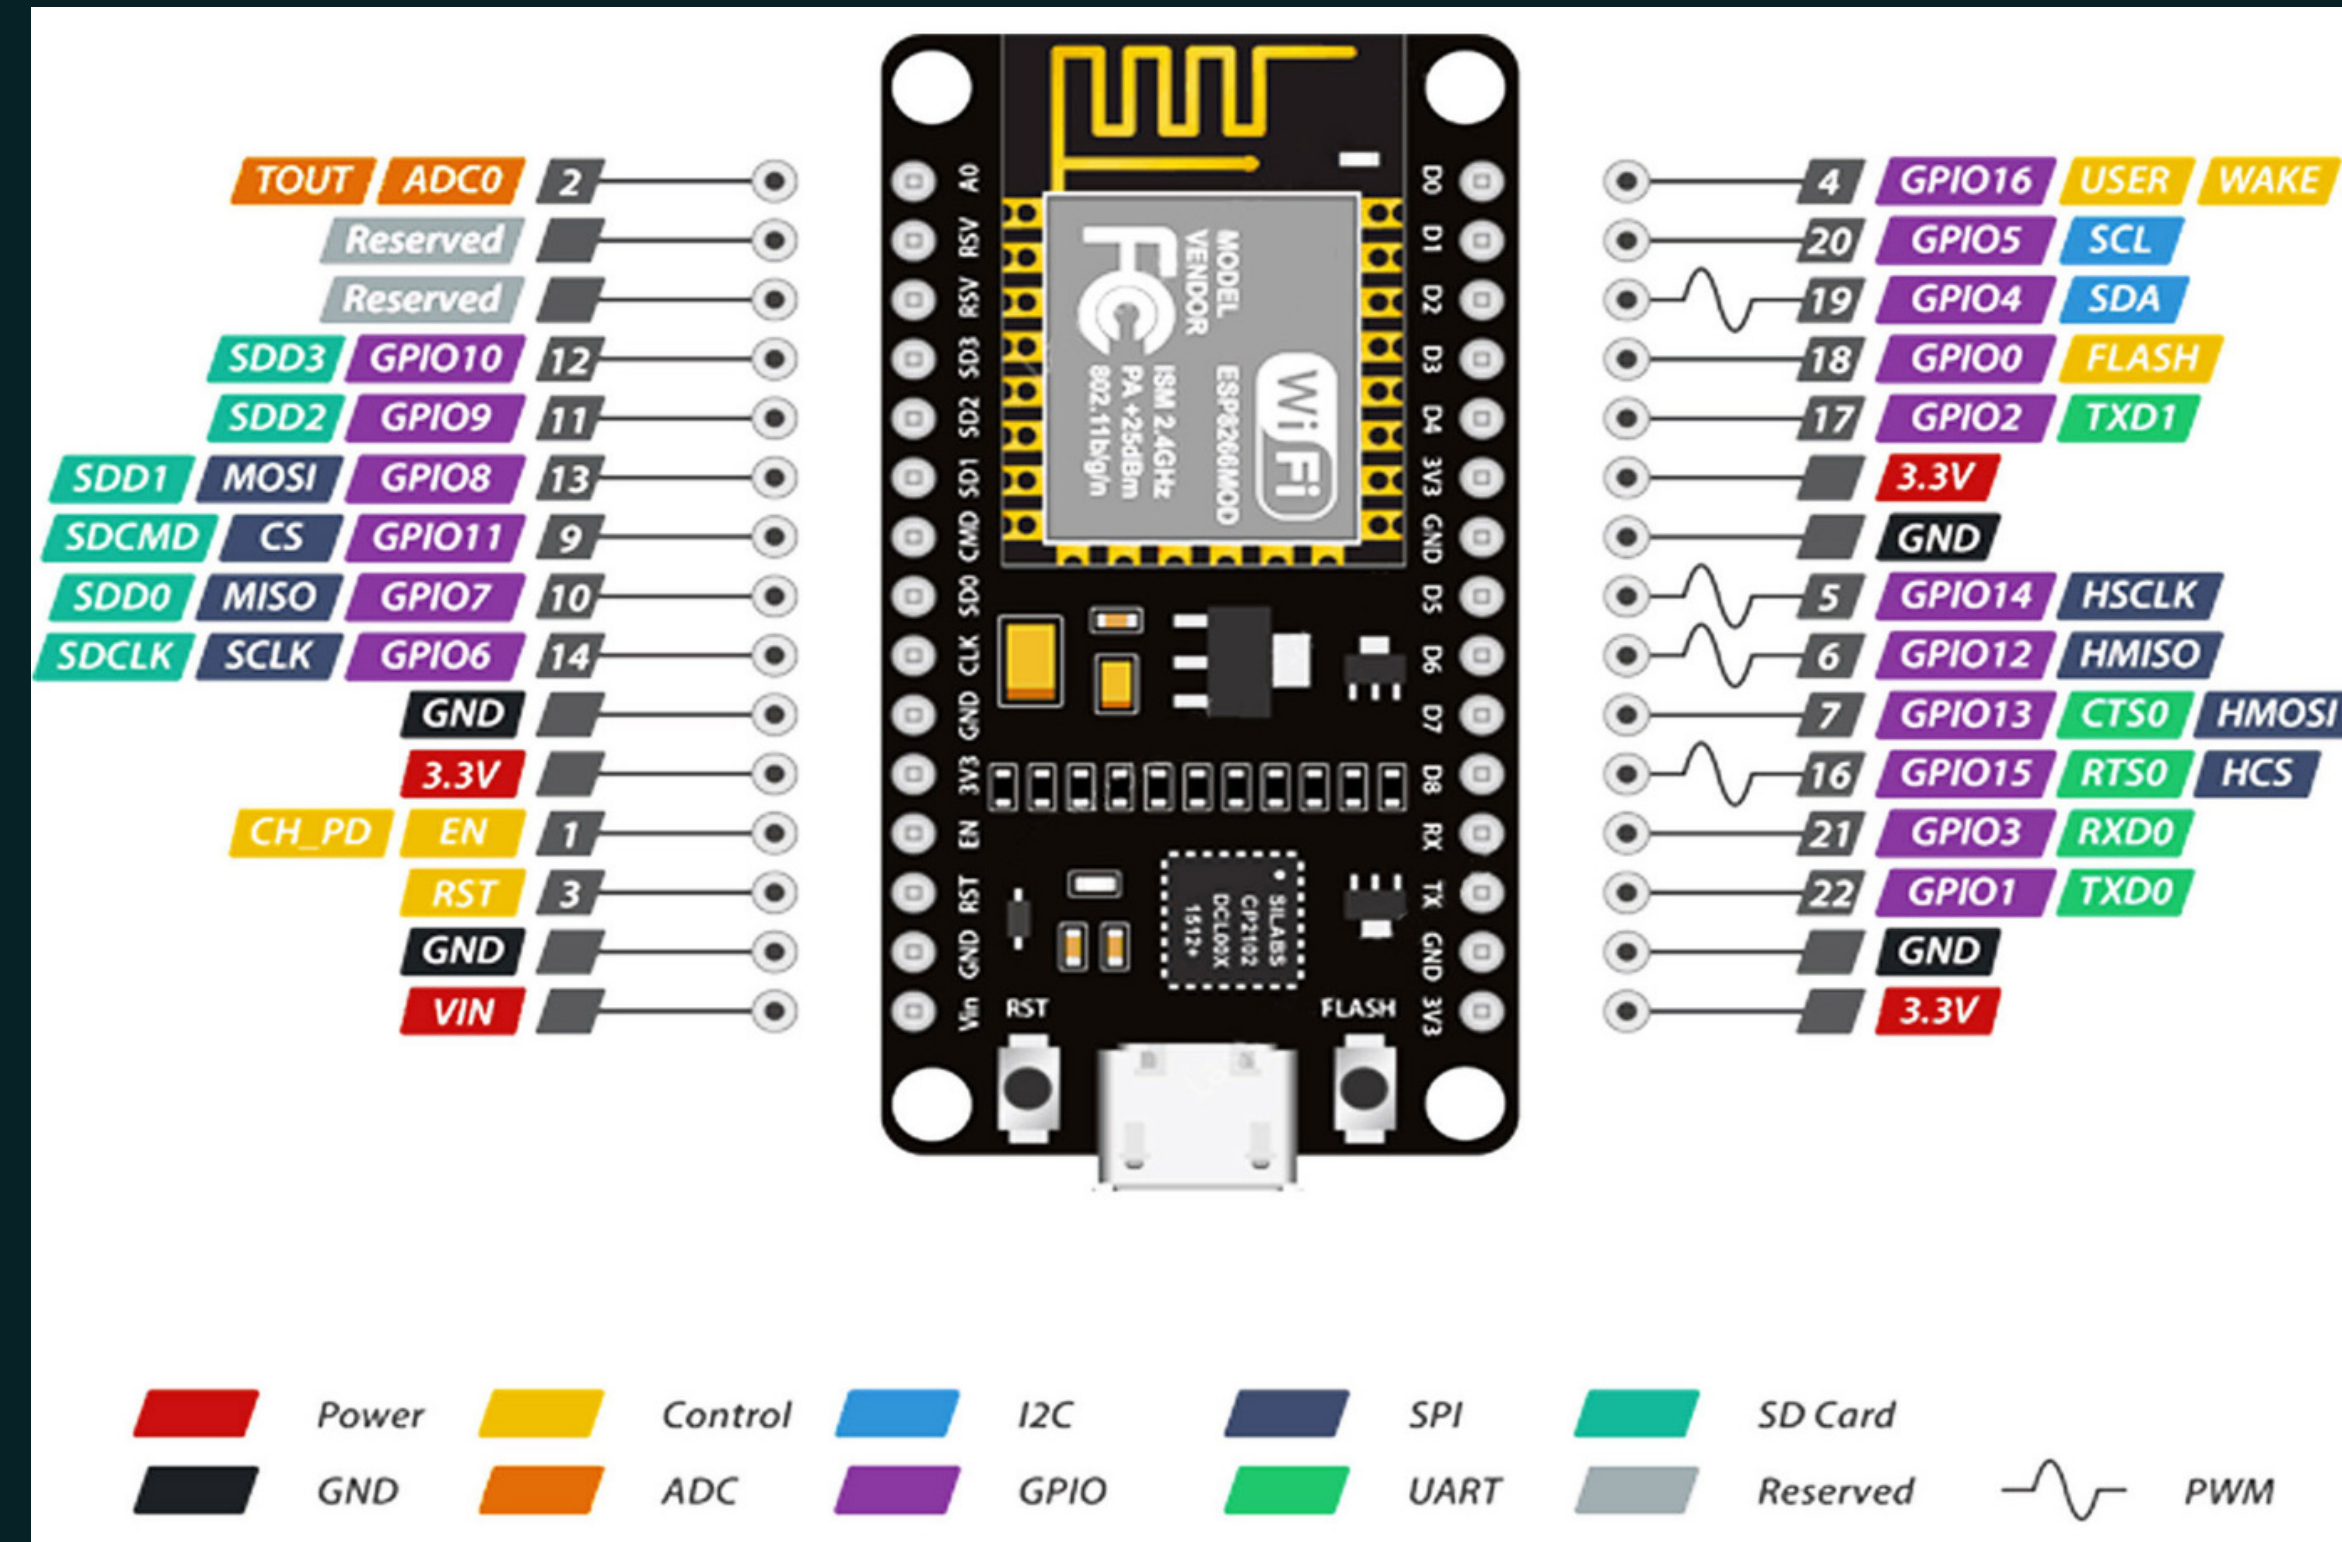 TOUT ADC0 2
Reserved
Reserved
SDD3 GPIO10 12
SDD2 GPIO9 11
SDD1 MOSI GPIO8 13
SDCMD CS GPIO11 9
SDD0 MISO GPIO7 10
SDCLK SCLK GPIO6 14
GND
3.3V
CH_PD EN 1
RST 3
GND
VIN
A0
RSV
RSV
SD3
SD2
SD1
CMD
SD0
CLK
GND
3V3
EN
RST
GND
Vin
MODEL
VENDOR
FC
WiFi
ESP8266MOD
ISM 2.4GHz
PA +25dBm
802.11b/g/n
SILABS
CP2102
DCL00X
1512+
RST
FLASH
D0
D1
D2
D3
D4
3V3
GND
D5
D6
D7
D8
RX
TX
GND
3V3
4 GPIO16 USER WAKE
20 GPIO5 SCL
19 GPIO4 SDA
18 GPIO0 FLASH
17 GPIO2 TXD1
3.3V
GND
5 GPIO14 HSCLK
6 GPIO12 HMISO
7 GPIO13 CTS0 HMOSI
16 GPIO15 RTS0 HCS
21 GPIO3 RXD0
22 GPIO1 TXD0
GND
3.3V
Power Control I2C SPI SD Card
GND ADC GPIO UART Reserved PWM